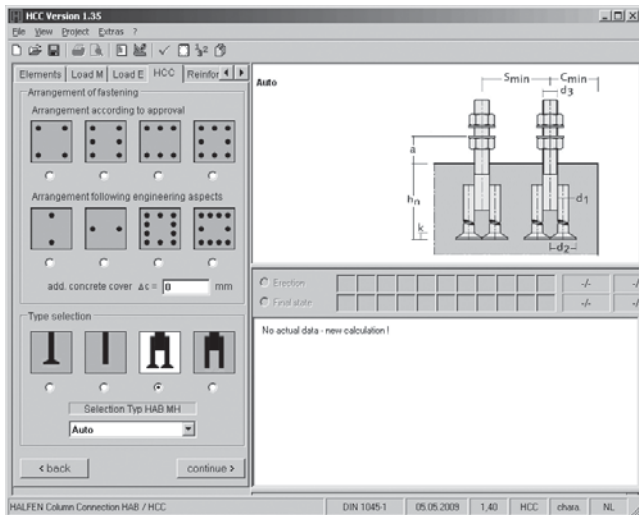 HCC Version 1.35
File View Project Extras ?
Elements Load M Load E HCC Reinfor
Arrangement of fastening
Arrangement according to approval
Arrangement following engineering aspects
add. concrete cover Δc = 0 mm
Type selection
Selection Typ HAB MH
Auto
< back continue >
Auto
Smin Cmin
d3
a
hn
d1
k
d2
Erection -/- -/-
Final state -/- -/-
No actual data - new calculation !
HALFEN Column Connection HAB / HCC DIN 1045-1 05.05.2009 1,40 HCC chara. NL